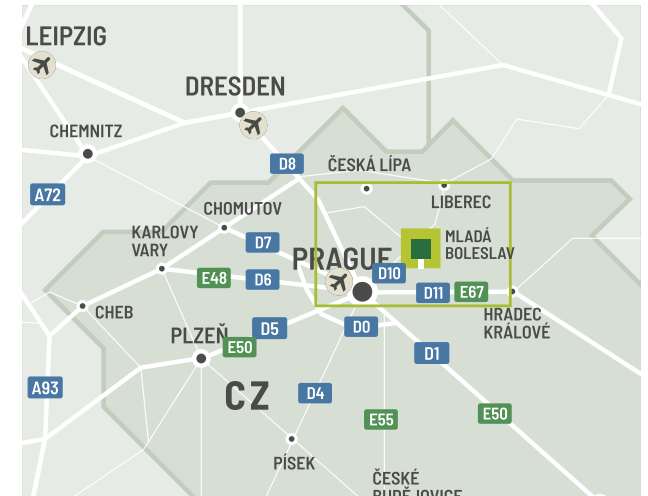 LEIPZIG
DRESDEN
CHEMNITZ
D8
ČESKÁ LÍPA
A72
CHOMUTOV
LIBEREC
KARLOVY
VARY
D7
MLADÁ
BOLESLAV
PRAGUE
E48
D6
D10
D11
E67
CHEB
HRADEC
KRÁLOVÉ
PLZEŇ
D5
D0
E50
D1
A93
CZ
D4
E55
E50
PÍSEK
ČESKÉ
BUDĚJOVICE